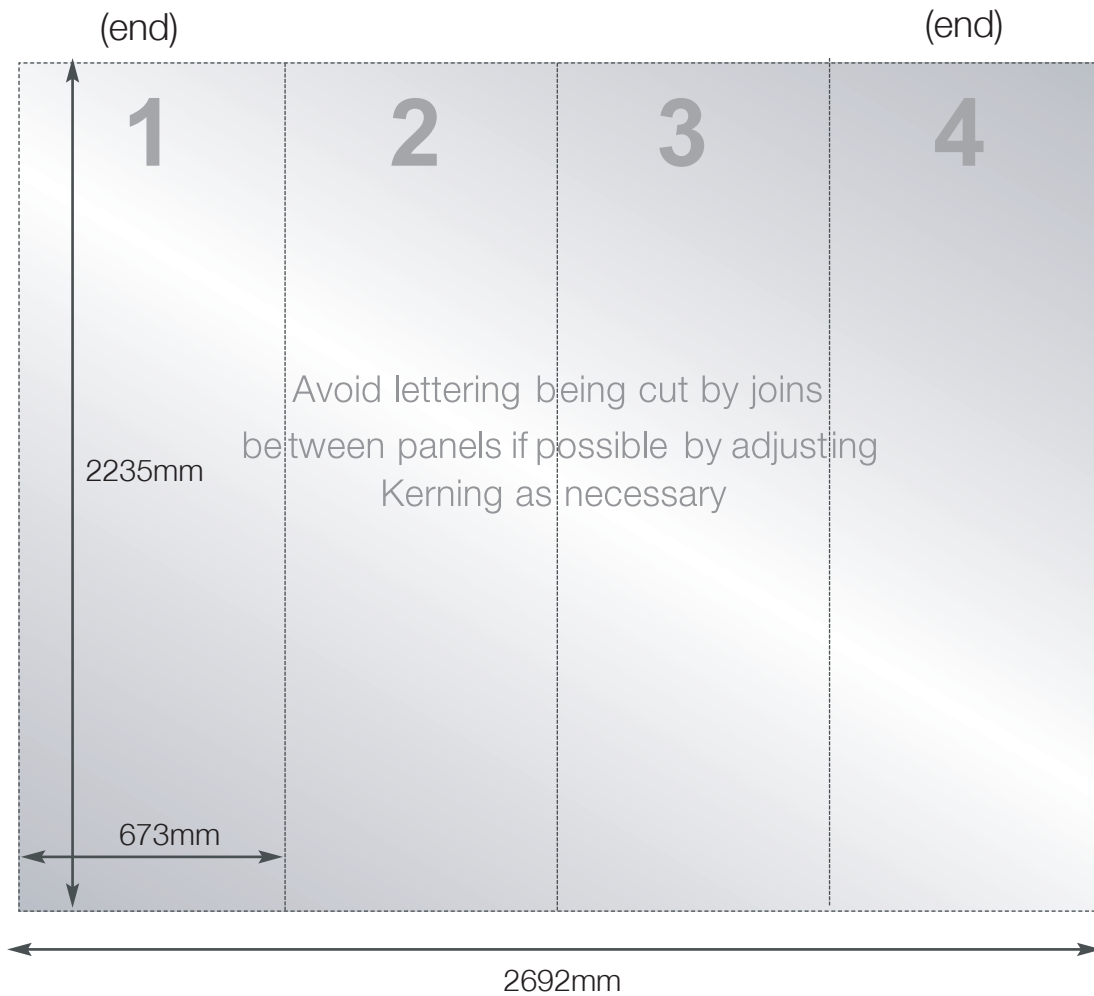 (end) (end)
1 2 3 4
Avoid lettering being cut by joins
between panels if possible by adjusting
Kerning as necessary
2235mm
673mm
2692mm